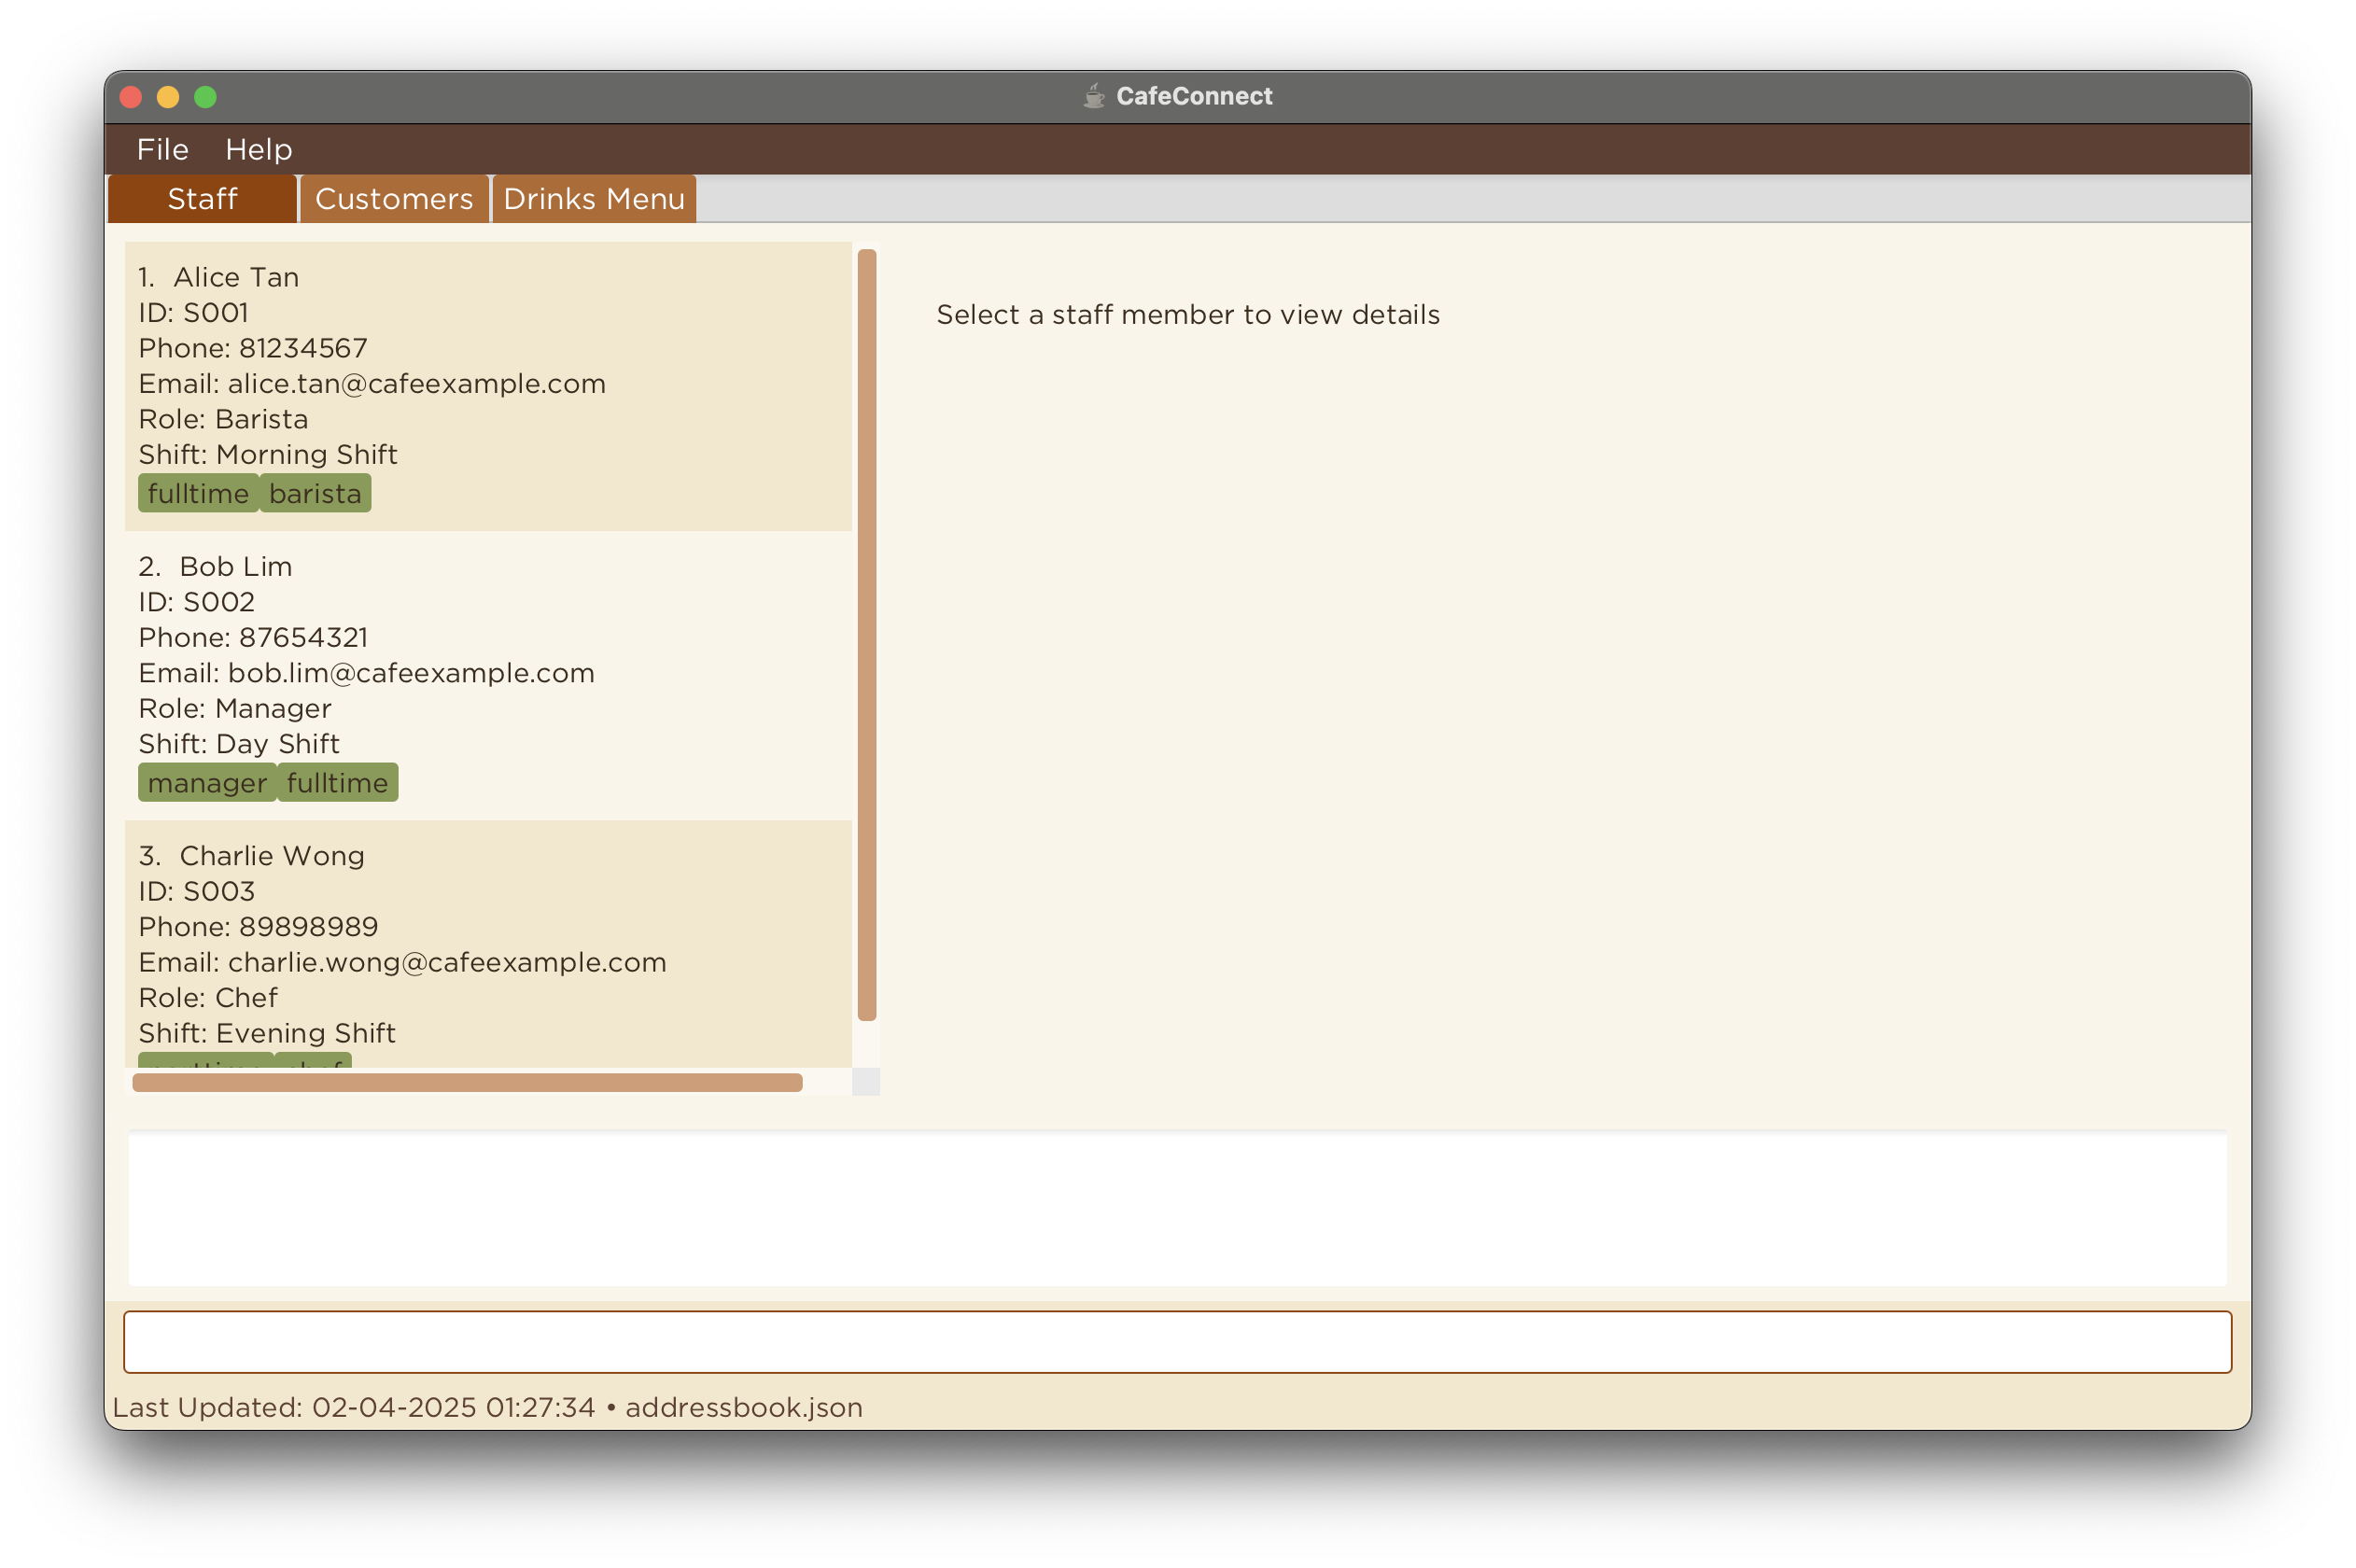 CafeConnect
File Help
Staff Customers Drinks Menu
1. Alice Tan
ID: S001
Phone: 81234567
Email: alice.tan@cafeexample.com
Role: Barista
Shift: Morning Shift
fulltime barista
2. Bob Lim
ID: S002
Phone: 87654321
Email: bob.lim@cafeexample.com
Role: Manager
Shift: Day Shift
manager fulltime
3. Charlie Wong
ID: S003
Phone: 89898989
Email: charlie.wong@cafeexample.com
Role: Chef
Shift: Evening Shift
Select a staff member to view details
Last Updated: 02-04-2025 01:27:34 • addressbook.json